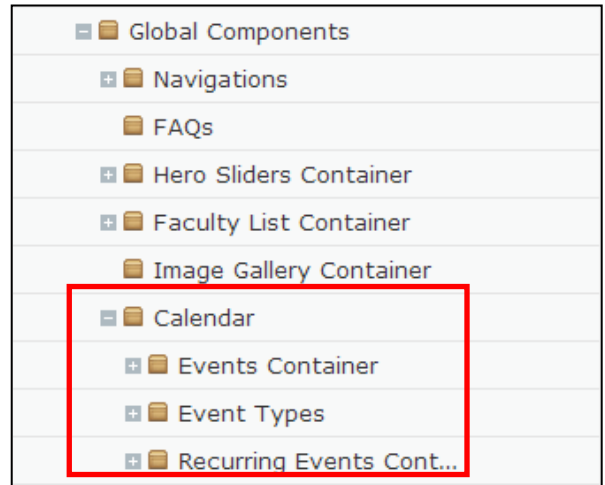 Global Components
Navigations
FAQs
Hero Sliders Container
Faculty List Container
Image Gallery Container
Calendar
Events Container
Event Types
Recurring Events Cont...